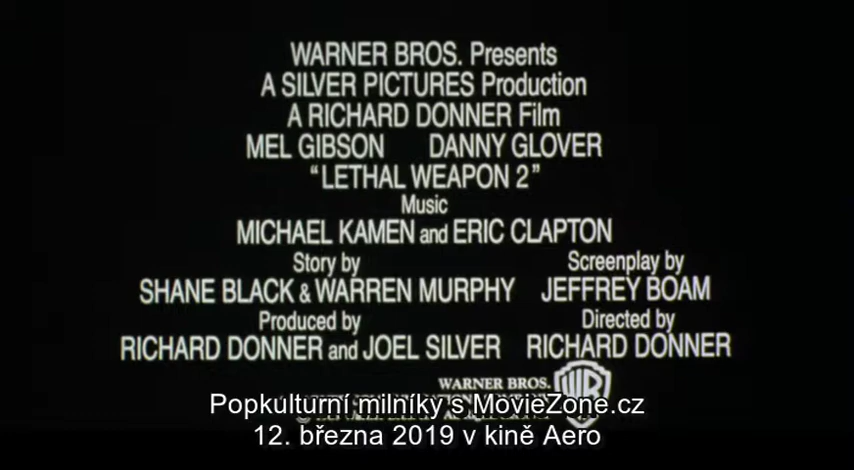 WARNER BROS. Presents
A SILVER PICTURES Production
A RICHARD DONNER Film
MEL GIBSON DANNY GLOVER
“LETHAL WEAPON 2”
Music
MICHAEL KAMEN and ERIC CLAPTON
Story by Screenplay by
SHANE BLACK & WARREN MURPHY JEFFREY BOAM
Produced by Directed by
RICHARD DONNER and JOEL SILVER RICHARD DONNER
WARNER BROS.
WB
Popkulturní milníky s MovieZone.cz
12. března 2019 v kině Aero